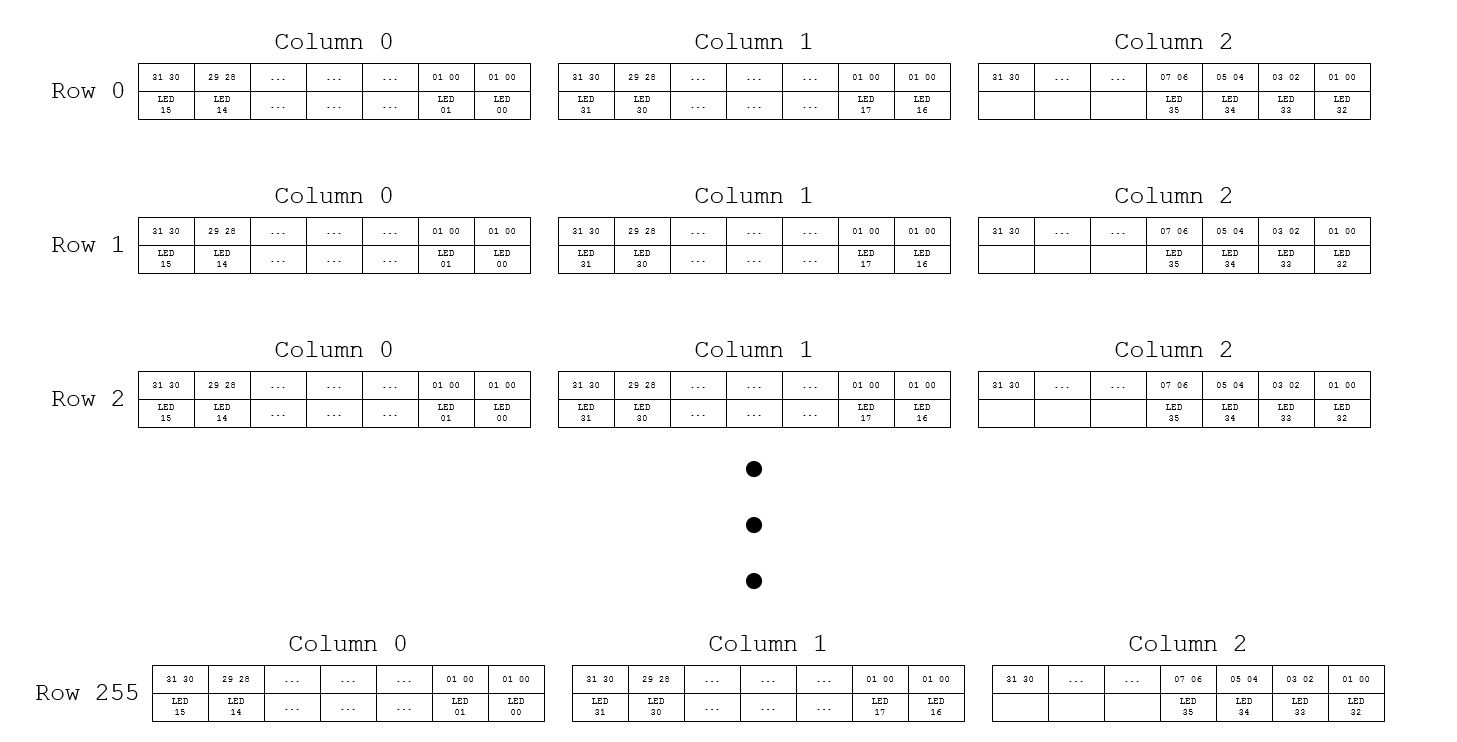 Column 0 Column 1 Column 2
Row 0
31 30 29 28 ... ... ... 01 00 01 00 31 30 29 28 ... ... ... 01 00 01 00 31 30 ... ... 07 06 05 04 03 02 01 00
LED 15 LED 14 ... ... ... LED 01 LED 00 LED 31 LED 30 ... ... ... LED 17 LED 16 LED 35 LED 34 LED 33 LED 32
Column 0 Column 1 Column 2
Row 1
31 30 29 28 ... ... ... 01 00 01 00 31 30 29 28 ... ... ... 01 00 01 00 31 30 ... ... 07 06 05 04 03 02 01 00
LED 15 LED 14 ... ... ... LED 01 LED 00 LED 31 LED 30 ... ... ... LED 17 LED 16 LED 35 LED 34 LED 33 LED 32
Column 0 Column 1 Column 2
Row 2
31 30 29 28 ... ... ... 01 00 01 00 31 30 29 28 ... ... ... 01 00 01 00 31 30 ... ... 07 06 05 04 03 02 01 00
LED 15 LED 14 ... ... ... LED 01 LED 00 LED 31 LED 30 ... ... ... LED 17 LED 16 LED 35 LED 34 LED 33 LED 32
Column 0 Column 1 Column 2
Row 255
31 30 29 28 ... ... ... 01 00 01 00 31 30 29 28 ... ... ... 01 00 01 00 31 30 ... ... 07 06 05 04 03 02 01 00
LED 15 LED 14 ... ... ... LED 01 LED 00 LED 31 LED 30 ... ... ... LED 17 LED 16 LED 35 LED 34 LED 33 LED 32